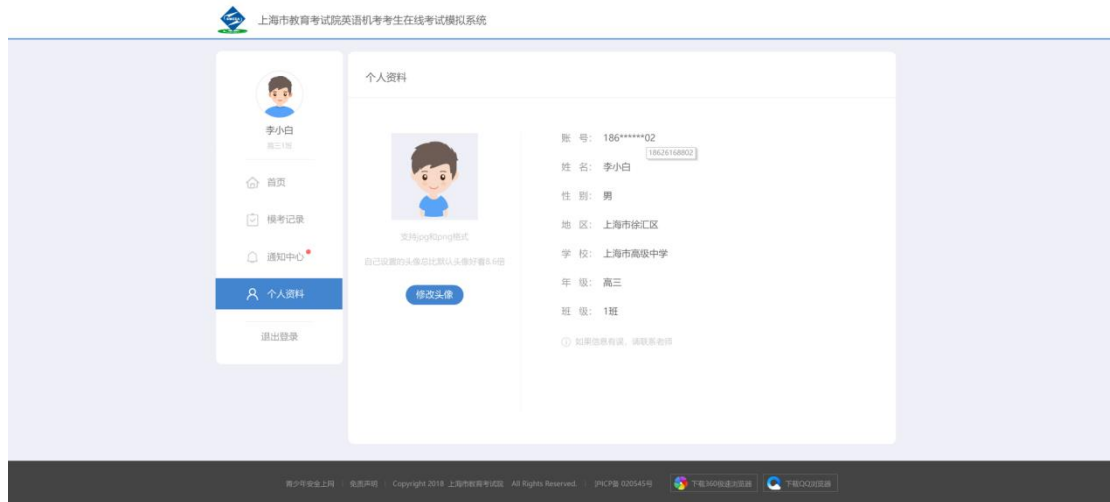 上海市教育考试院英语机考考生在线考试模拟系统
李小白
高三1班
首页
模考记录
通知中心
个人资料
退出登录
个人资料
支持jpg和png格式
自己设置的头像总比默认头像好看8.6倍
修改头像
账 号： 186******02
18626168802
姓 名： 李小白
性 别： 男
地 区： 上海市徐汇区
学 校： 上海市高级中学
年 级： 高三
班 级： 1班
如果信息有误，请联系老师
青少年安全上网 | 免责声明 | Copyright 2018 上海市教育考试院 All Rights Reserved. | 沪ICP备 020545号 下载360极速浏览器 下载QQ浏览器